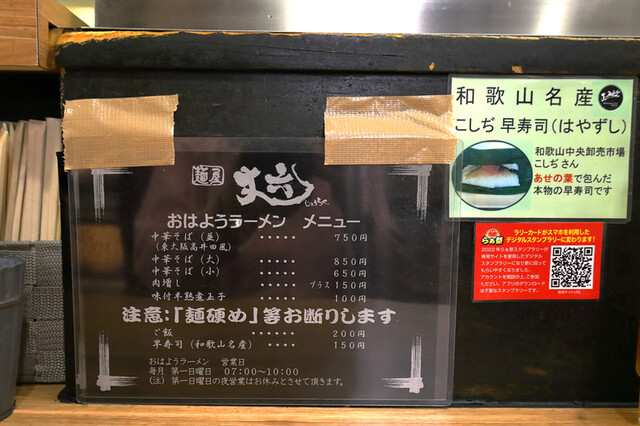 麺屋
丈六
じょうろく
おはようラーメン メニュー
中華そば（並） ・・・・・ 750円
（東大阪高井田風）
中華そば（大） ・・・・・ 850円
中華そば（小） ・・・・・ 650円
肉増し ・・・・・ プラス150円
味付半熟煮玉子 ・・・・・ 100円
注意：「麺硬め」等お断りします
ご飯 ・・・・・ 200円
早寿司（和歌山名産） ・・・・・ 150円
おはようラーメン 営業日
毎月 第一日曜日 07:00～10:00
（注）第一日曜日の夜営業はお休みとさせて頂きます。
和歌山名産
こしぢ 早寿司（はやずし）
和歌山中央卸売市場
こしぢ さん
あせの葉で包んだ
本物の早寿司です
ラリーカードがスマホを利用した
デジタルスタンプラリーに変わります！